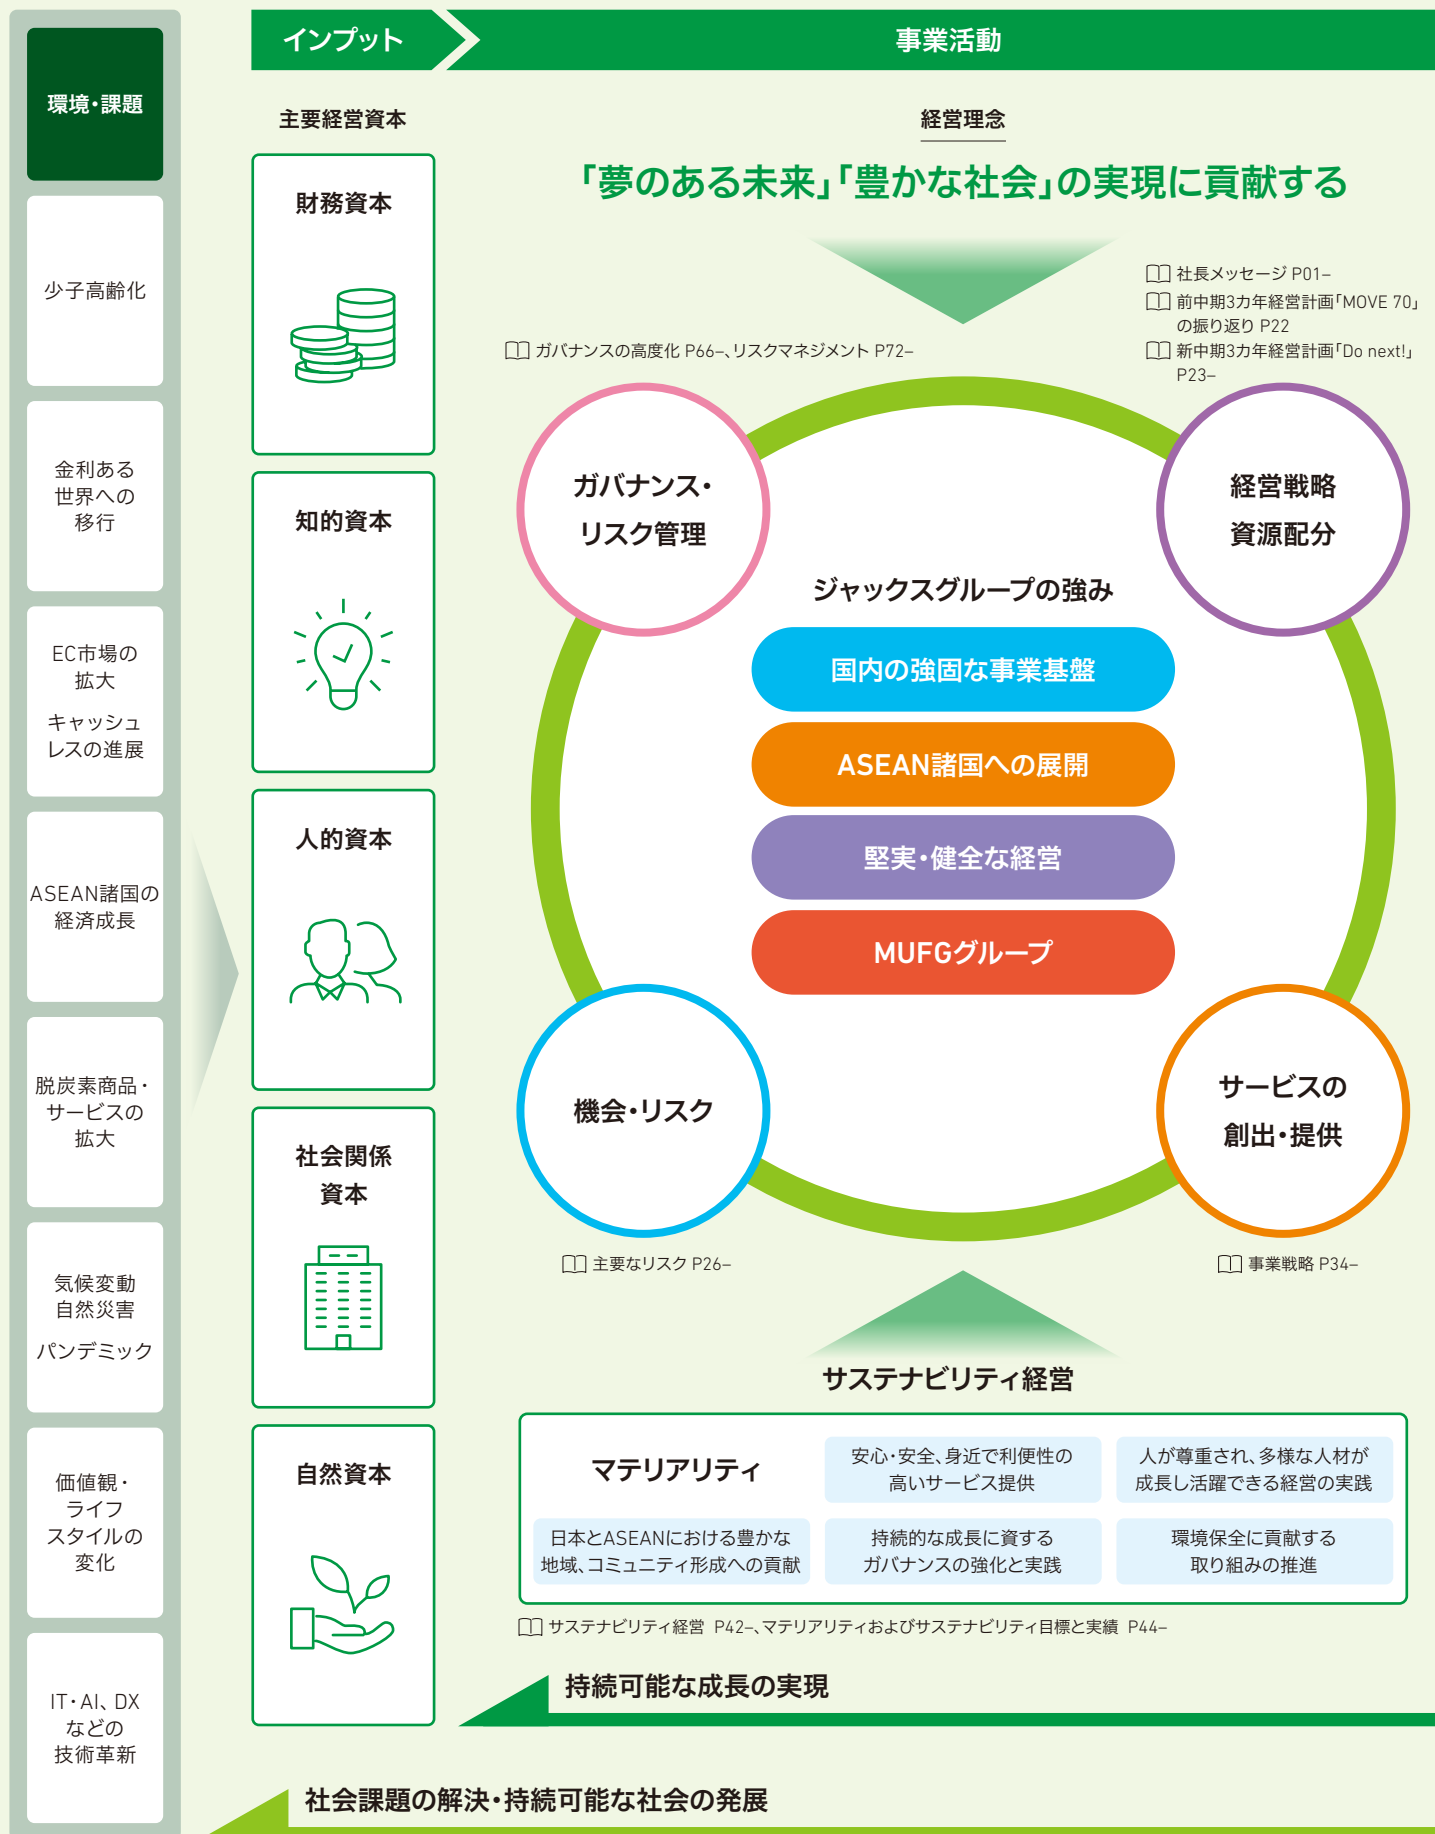 環境・課題
少子高齢化
金利ある
世界への
移行
EC市場の
拡大
キャッシュ
レスの進展
ASEAN諸国の
経済成長
脱炭素商品・
サービスの
拡大
気候変動
自然災害
パンデミック
価値観・
ライフ
スタイルの
変化
IT・AI、DX
などの
技術革新
インプット
主要経営資本
財務資本
知的資本
人的資本
社会関係
資本
自然資本
事業活動
経営理念
「夢のある未来」「豊かな社会」の実現に貢献する
社長メッセージ P01–
前中期3カ年経営計画「MOVE 70」
の振り返り P22
新中期3カ年経営計画「Do next!」
P23–
ガバナンスの高度化 P66–、リスクマネジメント P72–
ガバナンス・
リスク管理
経営戦略
資源配分
ジャックスグループの強み
国内の強固な事業基盤
ASEAN諸国への展開
堅実・健全な経営
MUFGグループ
機会・リスク
サービスの
創出・提供
主要なリスク P26–
事業戦略 P34–
サステナビリティ経営
マテリアリティ
安心・安全、身近で利便性の
高いサービス提供
人が尊重され、多様な人材が
成長し活躍できる経営の実践
日本とASEANにおける豊かな
地域、コミュニティ形成への貢献
持続的な成長に資する
ガバナンスの強化と実践
環境保全に貢献する
取り組みの推進
サステナビリティ経営 P42–、マテリアリティおよびサステナビリティ目標と実績 P44–
持続可能な成長の実現
社会課題の解決・持続可能な社会の発展